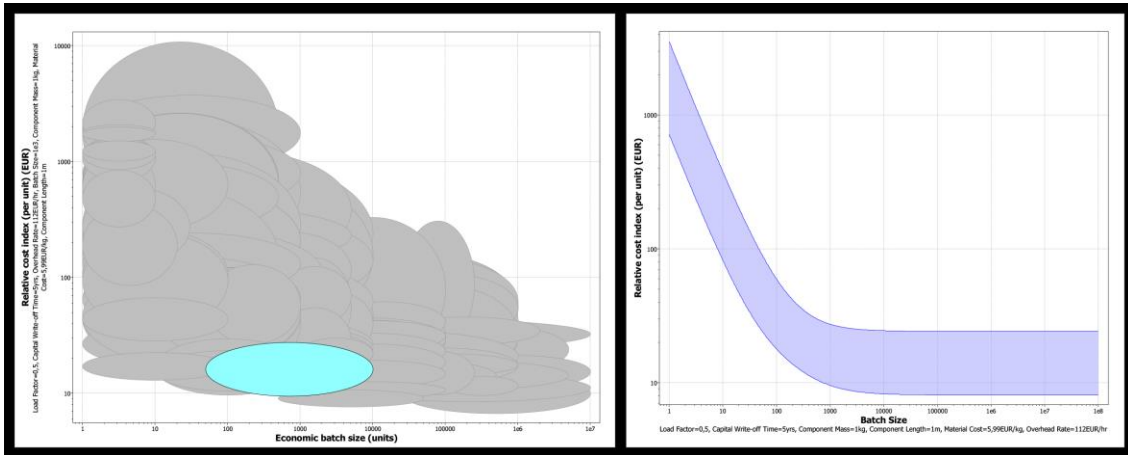 10000
1000
100
10
Relative cost index (per unit) (EUR)
Load Factor=0,5, Capital Write-off Time=5yrs, Overhead Rate=112EUR/hr, Batch Size=1e3, Component Mass=1kg, Material
Cost=5,99EUR/kg, Component Length=1m
1 10 100 1000 10000 100000 1e6 1e7
Economic batch size (units)
1000
100
10
Relative cost index (per unit) (EUR)
1 10 100 1000 10000 100000 1e6 1e7 1e8
Batch Size
Load Factor=0,5, Capital Write-off Time=5yrs, Component Mass=1kg, Component Length=1m, Material Cost=5,99EUR/kg, Overhead Rate=112EUR/hr